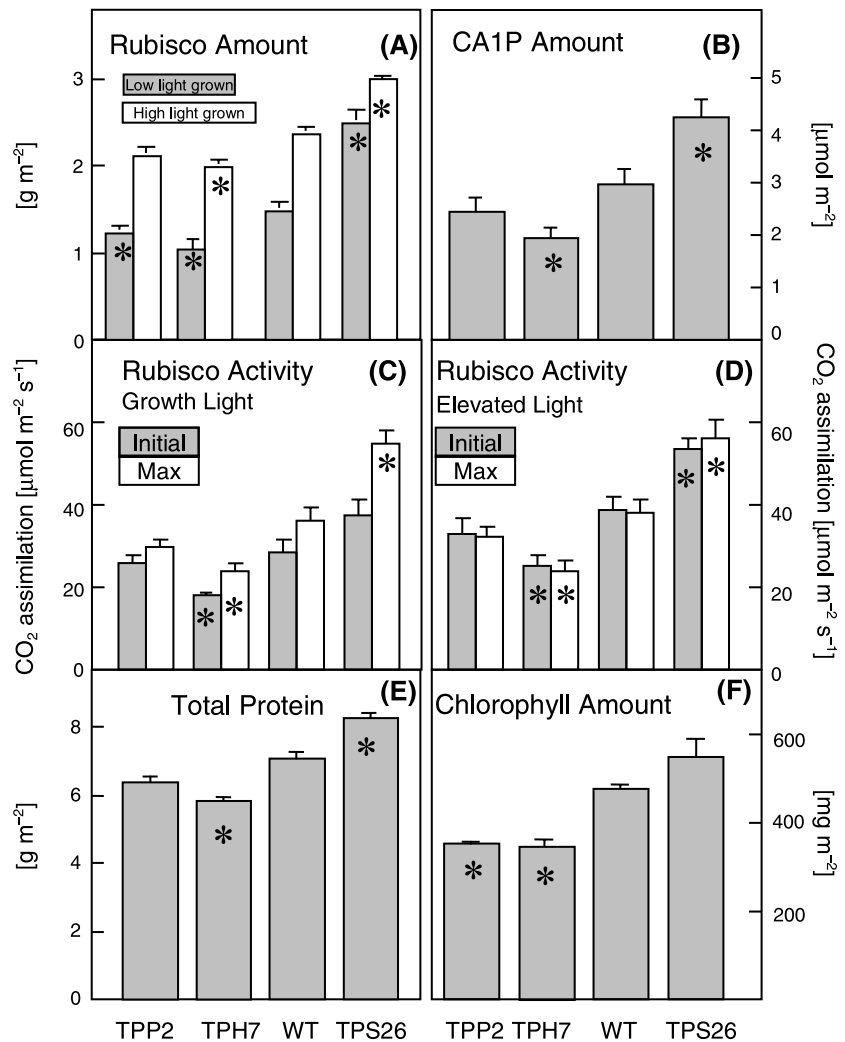 Rubisco Amount
(A)
Low light grown
High light grown
3
2
1
0
[g m⁻²]
* * * * *
CA1P Amount
(B)
5
4
3
2
1
0
[μmol m⁻²]
* *
Rubisco Activity
(C)
Growth Light
Initial
Max
60
40
20
0
CO₂ assimilation [μmol m⁻² s⁻¹]
* * *
Rubisco Activity
(D)
Elevated Light
Initial
Max
60
40
20
0
CO₂ assimilation [μmol m⁻² s⁻¹]
* * * *
Total Protein
(E)
8
6
4
2
0
[g m⁻²]
* *
Chlorophyll Amount
(F)
600
400
200
[mg m⁻²]
* *
TPP2 TPH7 WT TPS26
TPP2 TPH7 WT TPS26